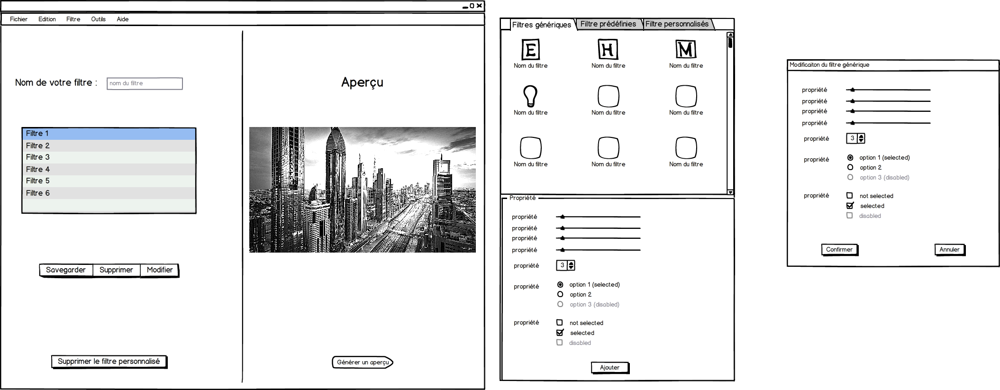 Fichier Edition Filtre Outils Aide
Nom de votre filtre : nom du filtre
Filtre 1
Filtre 2
Filtre 3
Filtre 4
Filtre 5
Filtre 6
Savegarder Supprimer Modifier
Supprimer le filtre personnalisé
Aperçu
Générer un aperçu
Filtres génériques Filtre prédéfinies Filtre personnalisés
E H M
Nom du filtre Nom du filtre Nom du filtre
Nom du filtre Nom du filtre Nom du filtre
Nom du filtre Nom du filtre Nom du filtre
Propriété
propriété
propriété
propriété
propriété
propriété 3
propriété option 1 (selected)
option 2
option 3 (disabled)
propriété not selected
selected
disabled
Ajouter
Modificaiton du filtre générique
propriété
propriété
propriété
propriété
propriété 3
propriété option 1 (selected)
option 2
option 3 (disabled)
propriété not selected
selected
disabled
Confirmer Annuler